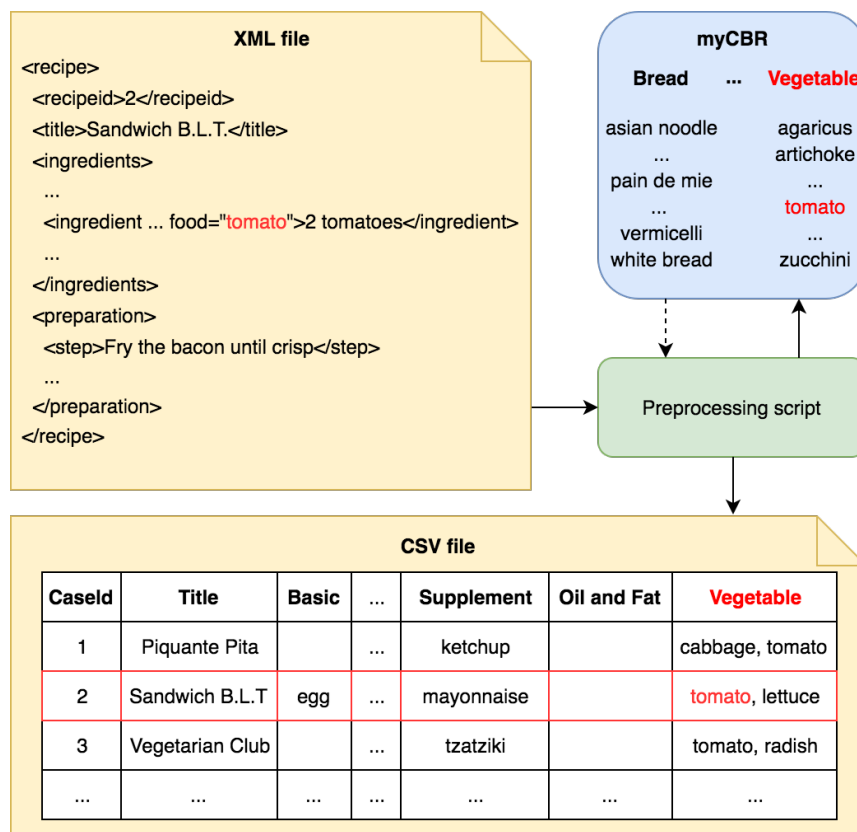 XML file
<recipe>
<recipeid>2</recipeid>
<title>Sandwich B.L.T.</title>
<ingredients>
...
<ingredient ... food="tomato">2 tomatoes</ingredient>
...
</ingredients>
<preparation>
<step>Fry the bacon until crisp</step>
...
</preparation>
</recipe>
myCBR
Bread ... Vegetable
asian noodle agaricus
... artichoke
pain de mie ...
... tomato
vermicelli ...
white bread zucchini
Preprocessing script
CSV file
CaseId Title Basic ... Supplement Oil and Fat Vegetable
1 Piquante Pita ... ketchup cabbage, tomato
2 Sandwich B.L.T egg ... mayonnaise tomato, lettuce
3 Vegetarian Club ... tzatziki tomato, radish
... ... ... ... ... ... ...